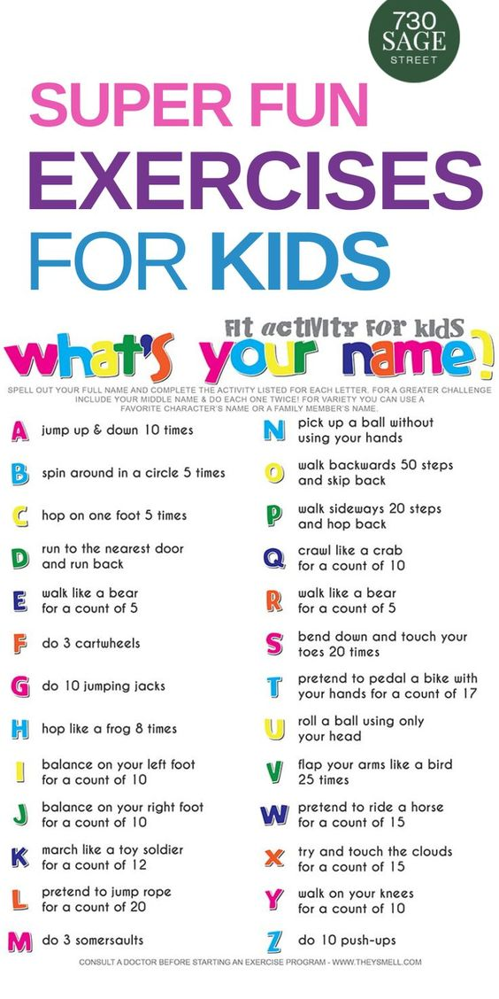 730
SAGE
STREET
SUPER FUN
EXERCISES
FOR KIDS
Fit activity for kids
what's your name?
SPELL OUT YOUR FULL NAME AND COMPLETE THE ACTIVITY LISTED FOR EACH LETTER. FOR A GREATER CHALLENGE
INCLUDE YOUR MIDDLE NAME & DO EACH ONE TWICE! FOR VARIETY YOU CAN USE A
FAVORITE CHARACTER'S NAME OR A FAMILY MEMBER'S NAME.
A jump up & down 10 times
B spin around in a circle 5 times
C hop on one foot 5 times
D run to the nearest door
and run back
E walk like a bear
for a count of 5
F do 3 cartwheels
G do 10 jumping jacks
H hop like a frog 8 times
I balance on your left foot
for a count of 10
J balance on your right foot
for a count of 10
K march like a toy soldier
for a count of 12
L pretend to jump rope
for a count of 20
M do 3 somersaults
N pick up a ball without
using your hands
O walk backwards 50 steps
and skip back
P walk sideways 20 steps
and hop back
Q crawl like a crab
for a count of 10
R walk like a bear
for a count of 5
S bend down and touch your
toes 20 times
T pretend to pedal a bike with
your hands for a count of 17
U roll a ball using only
your head
V flap your arms like a bird
25 times
W pretend to ride a horse
for a count of 15
X try and touch the clouds
for a count of 15
Y walk on your knees
for a count of 10
Z do 10 push-ups
CONSULT A DOCTOR BEFORE STARTING AN EXERCISE PROGRAM - WWW.THEYSMELL.COM